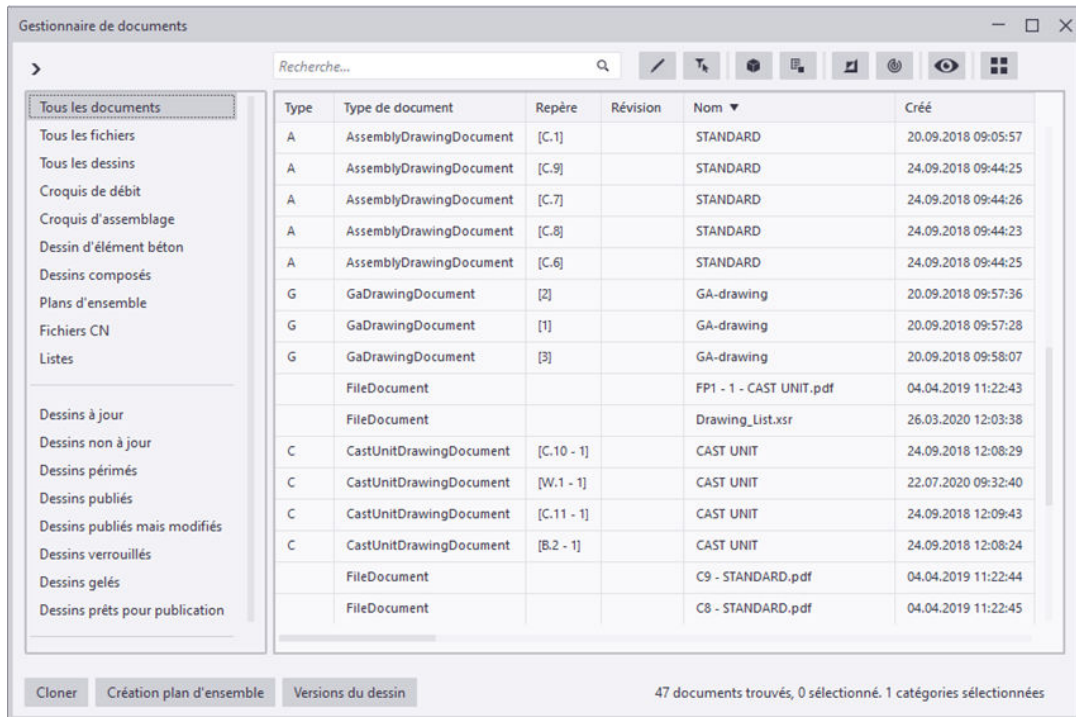 Gestionnaire de documents
Recherche...
Tous les documents
Tous les fichiers
Tous les dessins
Croquis de débit
Croquis d'assemblage
Dessin d'élément béton
Dessins composés
Plans d'ensemble
Fichiers CN
Listes
Dessins à jour
Dessins non à jour
Dessins périmés
Dessins publiés
Dessins publiés mais modifiés
Dessins verrouillés
Dessins gelés
Dessins prêts pour publication
Type Type de document Repère Révision Nom ▼ Créé
A AssemblyDrawingDocument [C.1] STANDARD 20.09.2018 09:05:57
A AssemblyDrawingDocument [C.9] STANDARD 24.09.2018 09:44:25
A AssemblyDrawingDocument [C.7] STANDARD 24.09.2018 09:44:26
A AssemblyDrawingDocument [C.8] STANDARD 24.09.2018 09:44:23
A AssemblyDrawingDocument [C.6] STANDARD 24.09.2018 09:44:25
G GaDrawingDocument [2] GA-drawing 20.09.2018 09:57:36
G GaDrawingDocument [1] GA-drawing 20.09.2018 09:57:28
G GaDrawingDocument [3] GA-drawing 20.09.2018 09:58:07
FileDocument FP1 - 1 - CAST UNIT.pdf 04.04.2019 11:22:43
FileDocument Drawing_List.xsr 26.03.2020 12:03:38
C CastUnitDrawingDocument [C.10 - 1] CAST UNIT 24.09.2018 12:08:29
C CastUnitDrawingDocument [W.1 - 1] CAST UNIT 22.07.2020 09:32:40
C CastUnitDrawingDocument [C.11 - 1] CAST UNIT 24.09.2018 12:09:43
C CastUnitDrawingDocument [B.2 - 1] CAST UNIT 24.09.2018 12:08:24
FileDocument C9 - STANDARD.pdf 04.04.2019 11:22:44
FileDocument C8 - STANDARD.pdf 04.04.2019 11:22:45
Cloner Création plan d'ensemble Versions du dessin 47 documents trouvés, 0 sélectionné. 1 catégories sélectionnées